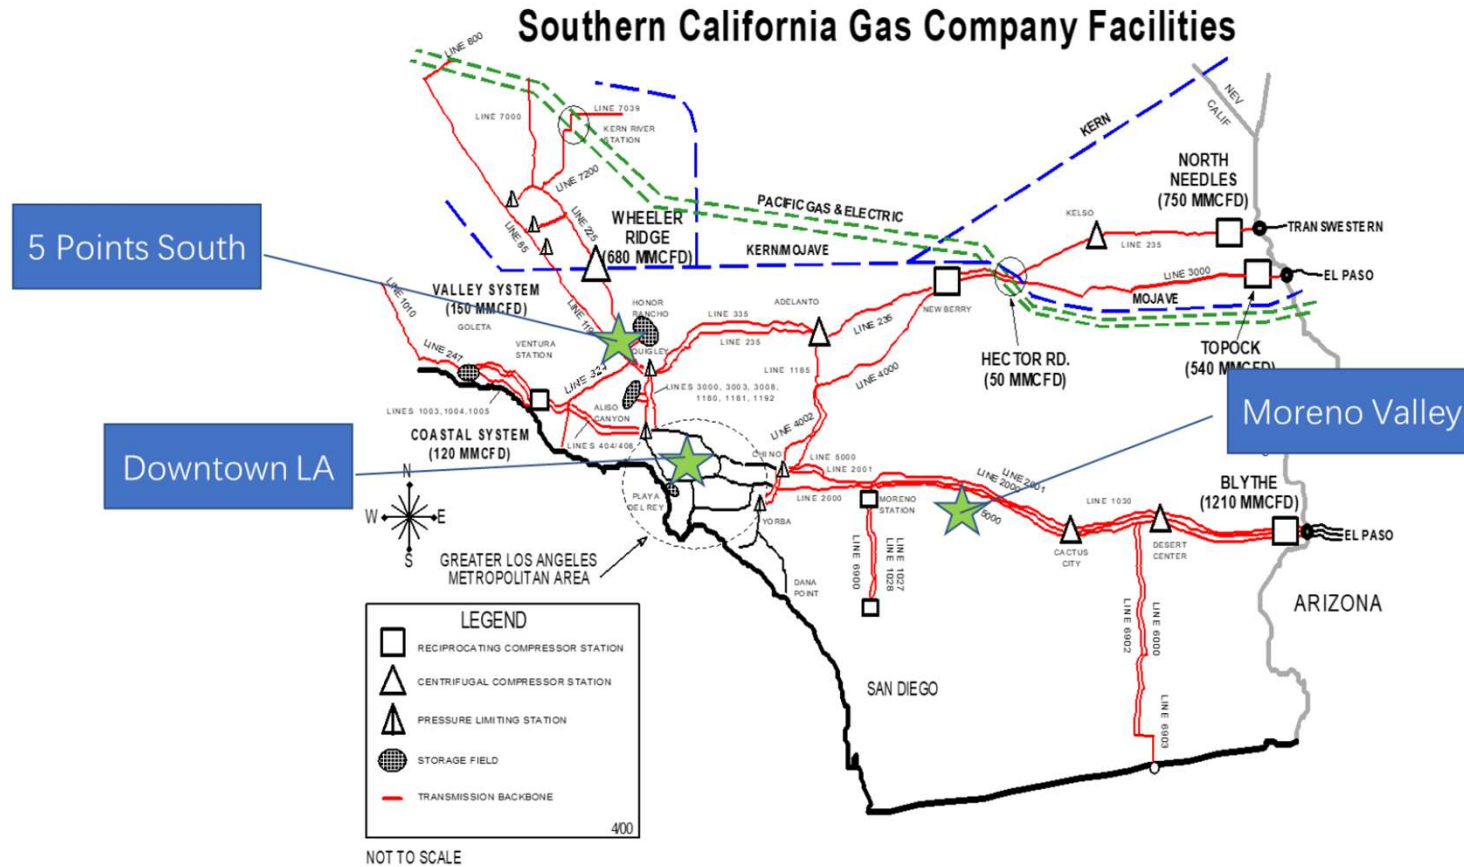 Southern California Gas Company Facilities
LINE 800
LINE 7000
LINE 7039
KERN RIVER
STATION
LINE 7200
LINE 225
LINE 85
WHEELER
RIDGE
(680 MMCFD)
PACIFIC GAS & ELECTRIC
KERN/MOJAVE
KERN
NEV
CALIF
NORTH
NEEDLES
(750 MMCFD)
TRANSWESTERN
KELSO
LINE 235
LINE 3000
EL PASO
MOJAVE
TOPOCK
(540 MMCFD)
HECTOR RD.
(50 MMCFD)
NEWBERRY
ADELANTO
LINE 235
LINE 335
LINE 235
LINE 1185
LINE 4000
LINE 4002
5 Points South
VALLEY SYSTEM
(150 MMCFD)
LINE 1010
GOLETA
LINE 247
VENTURA
STATION
LINE 119
HONOR
RANCHO
QUIGLEY
LINE 324
LINES 3000, 3003, 3008,
1180, 1181, 1192
ALISO
CANYON
LINES 1003, 1004, 1005
LINES 404/406
COASTAL SYSTEM
(120 MMCFD)
Downtown LA
Moreno Valley
CHINO
LINE 5000
LINE 2001
LINE 2000
LINE 2001
LINE 2000
5000
MORENO
STATION
LINE 6900
LINE 1027
LINE 1028
CACTUS
CITY
LINE 1030
DESERT
CENTER
BLYTHE
(1210 MMCFD)
EL PASO
PLAYA
DEL REY
YORBA
DANA
POINT
N
W
E
S
GREATER LOS ANGELES
METROPOLITAN AREA
LINE 6902
LINE 6000
LINE 6903
ARIZONA
SAN DIEGO
LEGEND
RECIPROCATING COMPRESSOR STATION
CENTRIFUGAL COMPRESSOR STATION
PRESSURE LIMITING STATION
STORAGE FIELD
TRANSMISSION BACKBONE
4/00
NOT TO SCALE